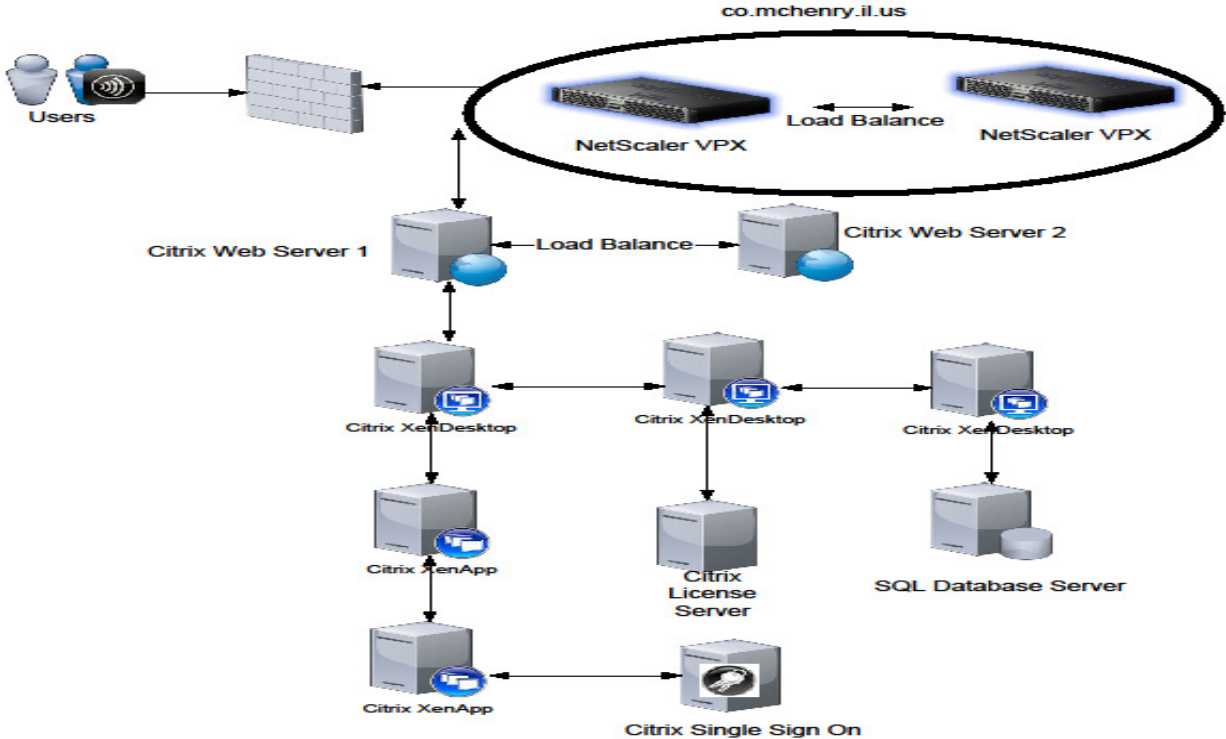 co.mchenry.il.us
Users
NetScaler VPX
Load Balance
NetScaler VPX
Citrix Web Server 1
Load Balance
Citrix Web Server 2
Citrix XenDesktop
Citrix XenDesktop
Citrix XenDesktop
Citrix XenApp
Citrix
License
Server
SQL Database Server
Citrix XenApp
Citrix Single Sign On